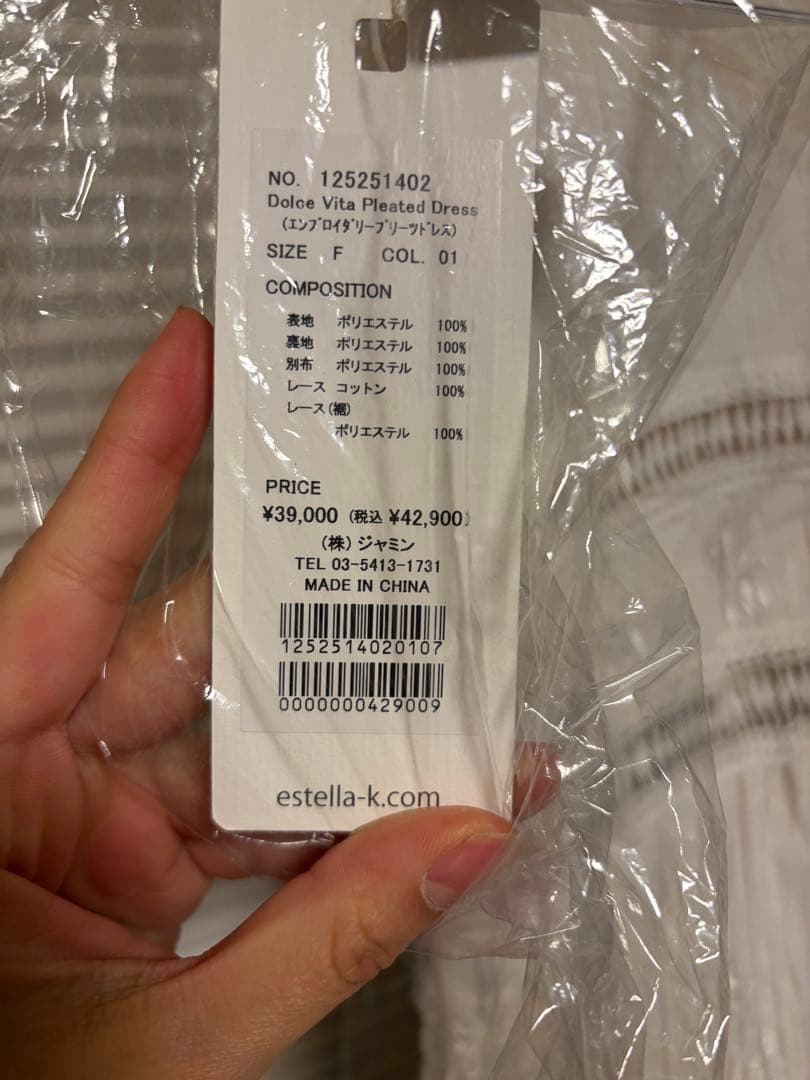 NO. 125251402
Dolce Vita Pleated Dress
(エンブロイダリープリーツドレス)
SIZE F COL. 01
COMPOSITION
表地 ポリエステル 100%
裏地 ポリエステル 100%
別布 ポリエステル 100%
レース コットン 100%
レース(裾)
ポリエステル 100%
PRICE
¥39,000 (税込 ¥42,900)
(株)ジャミン
TEL 03-5413-1731
MADE IN CHINA
1252514020107
0000000429009
estella-k.com